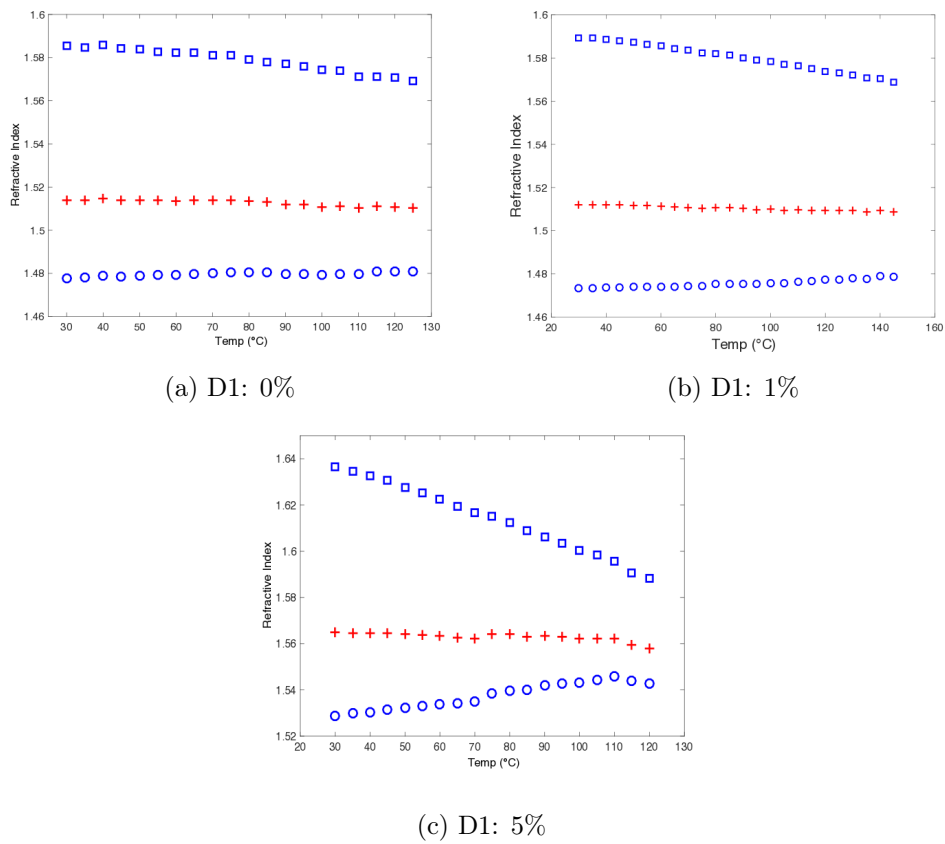 1.6
1.58
1.56
1.54
1.52
1.5
1.48
1.46
Refractive Index
30 40 50 60 70 80 90 100 110 120 130
Temp (°C)
(a) D1: 0%
1.6
1.58
1.56
1.54
1.52
1.5
1.48
1.46
Refractive Index
20 40 60 80 100 120 140 160
Temp (°C)
(b) D1: 1%
1.64
1.62
1.6
1.58
1.56
1.54
1.52
Refractive Index
20 30 40 50 60 70 80 90 100 110 120 130
Temp (°C)
(c) D1: 5%